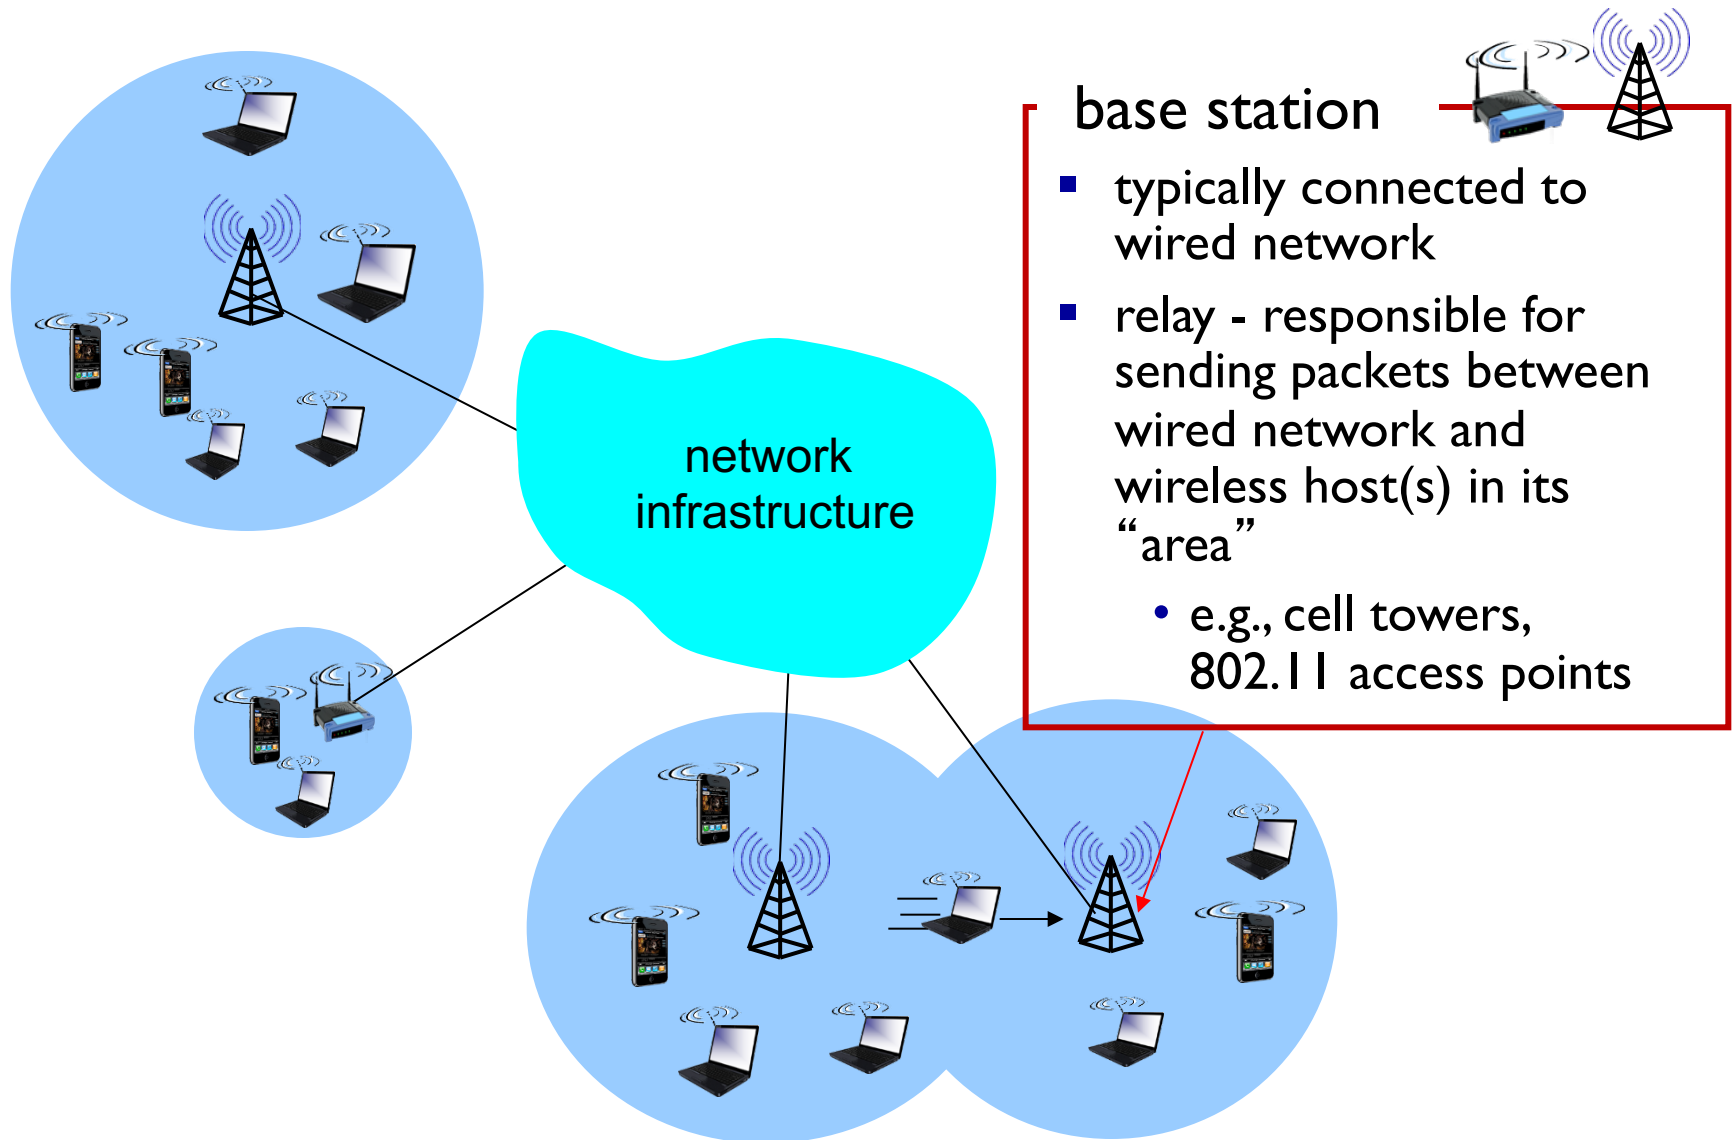 base station
typically connected to
wired network
relay - responsible for
sending packets between
wired network and
wireless host(s) in its
“area”
e.g., cell towers,
802.11 access points
network
infrastructure